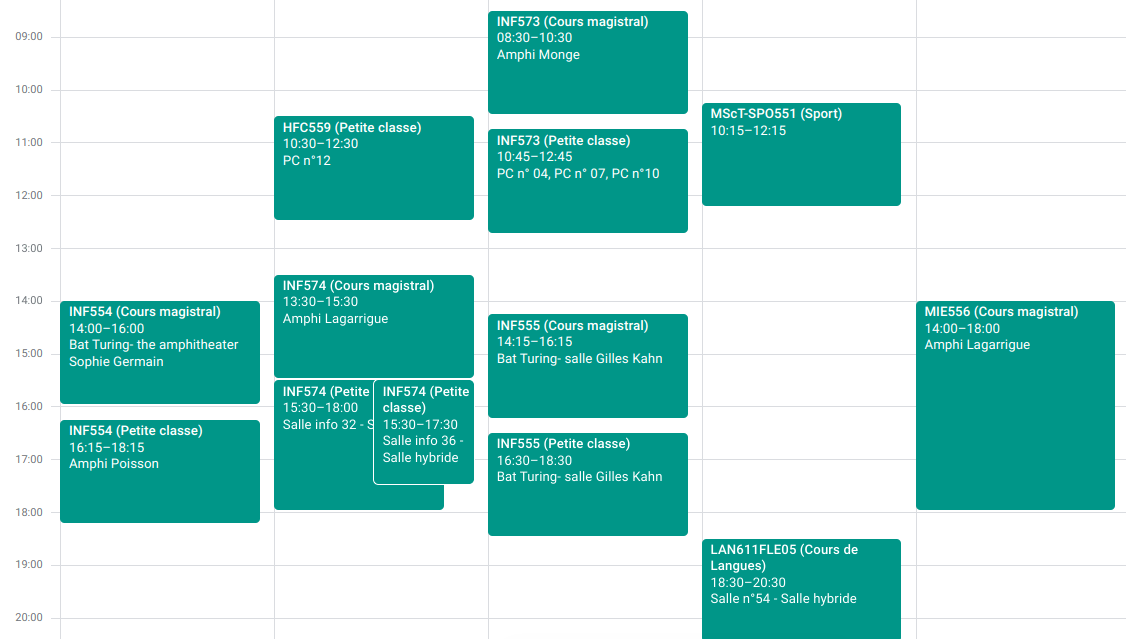 09:00
10:00
11:00
12:00
13:00
14:00
15:00
16:00
17:00
18:00
19:00
20:00
INF554 (Cours magistral)
14:00–16:00
Bat Turing- the amphitheater
Sophie Germain
INF554 (Petite classe)
16:15–18:15
Amphi Poisson
HFC559 (Petite classe)
10:30–12:30
PC n°12
INF574 (Cours magistral)
13:30–15:30
Amphi Lagarrigue
INF574 (Petite
15:30–18:00
Salle info 32 - S
INF574 (Petite
classe)
15:30–17:30
Salle info 36 -
Salle hybride
INF573 (Cours magistral)
08:30–10:30
Amphi Monge
INF573 (Petite classe)
10:45–12:45
PC n° 04, PC n° 07, PC n°10
INF555 (Cours magistral)
14:15–16:15
Bat Turing- salle Gilles Kahn
INF555 (Petite classe)
16:30–18:30
Bat Turing- salle Gilles Kahn
MScT-SPO551 (Sport)
10:15–12:15
LAN611FLE05 (Cours de
Langues)
18:30–20:30
Salle n°54 - Salle hybride
MIE556 (Cours magistral)
14:00–18:00
Amphi Lagarrigue